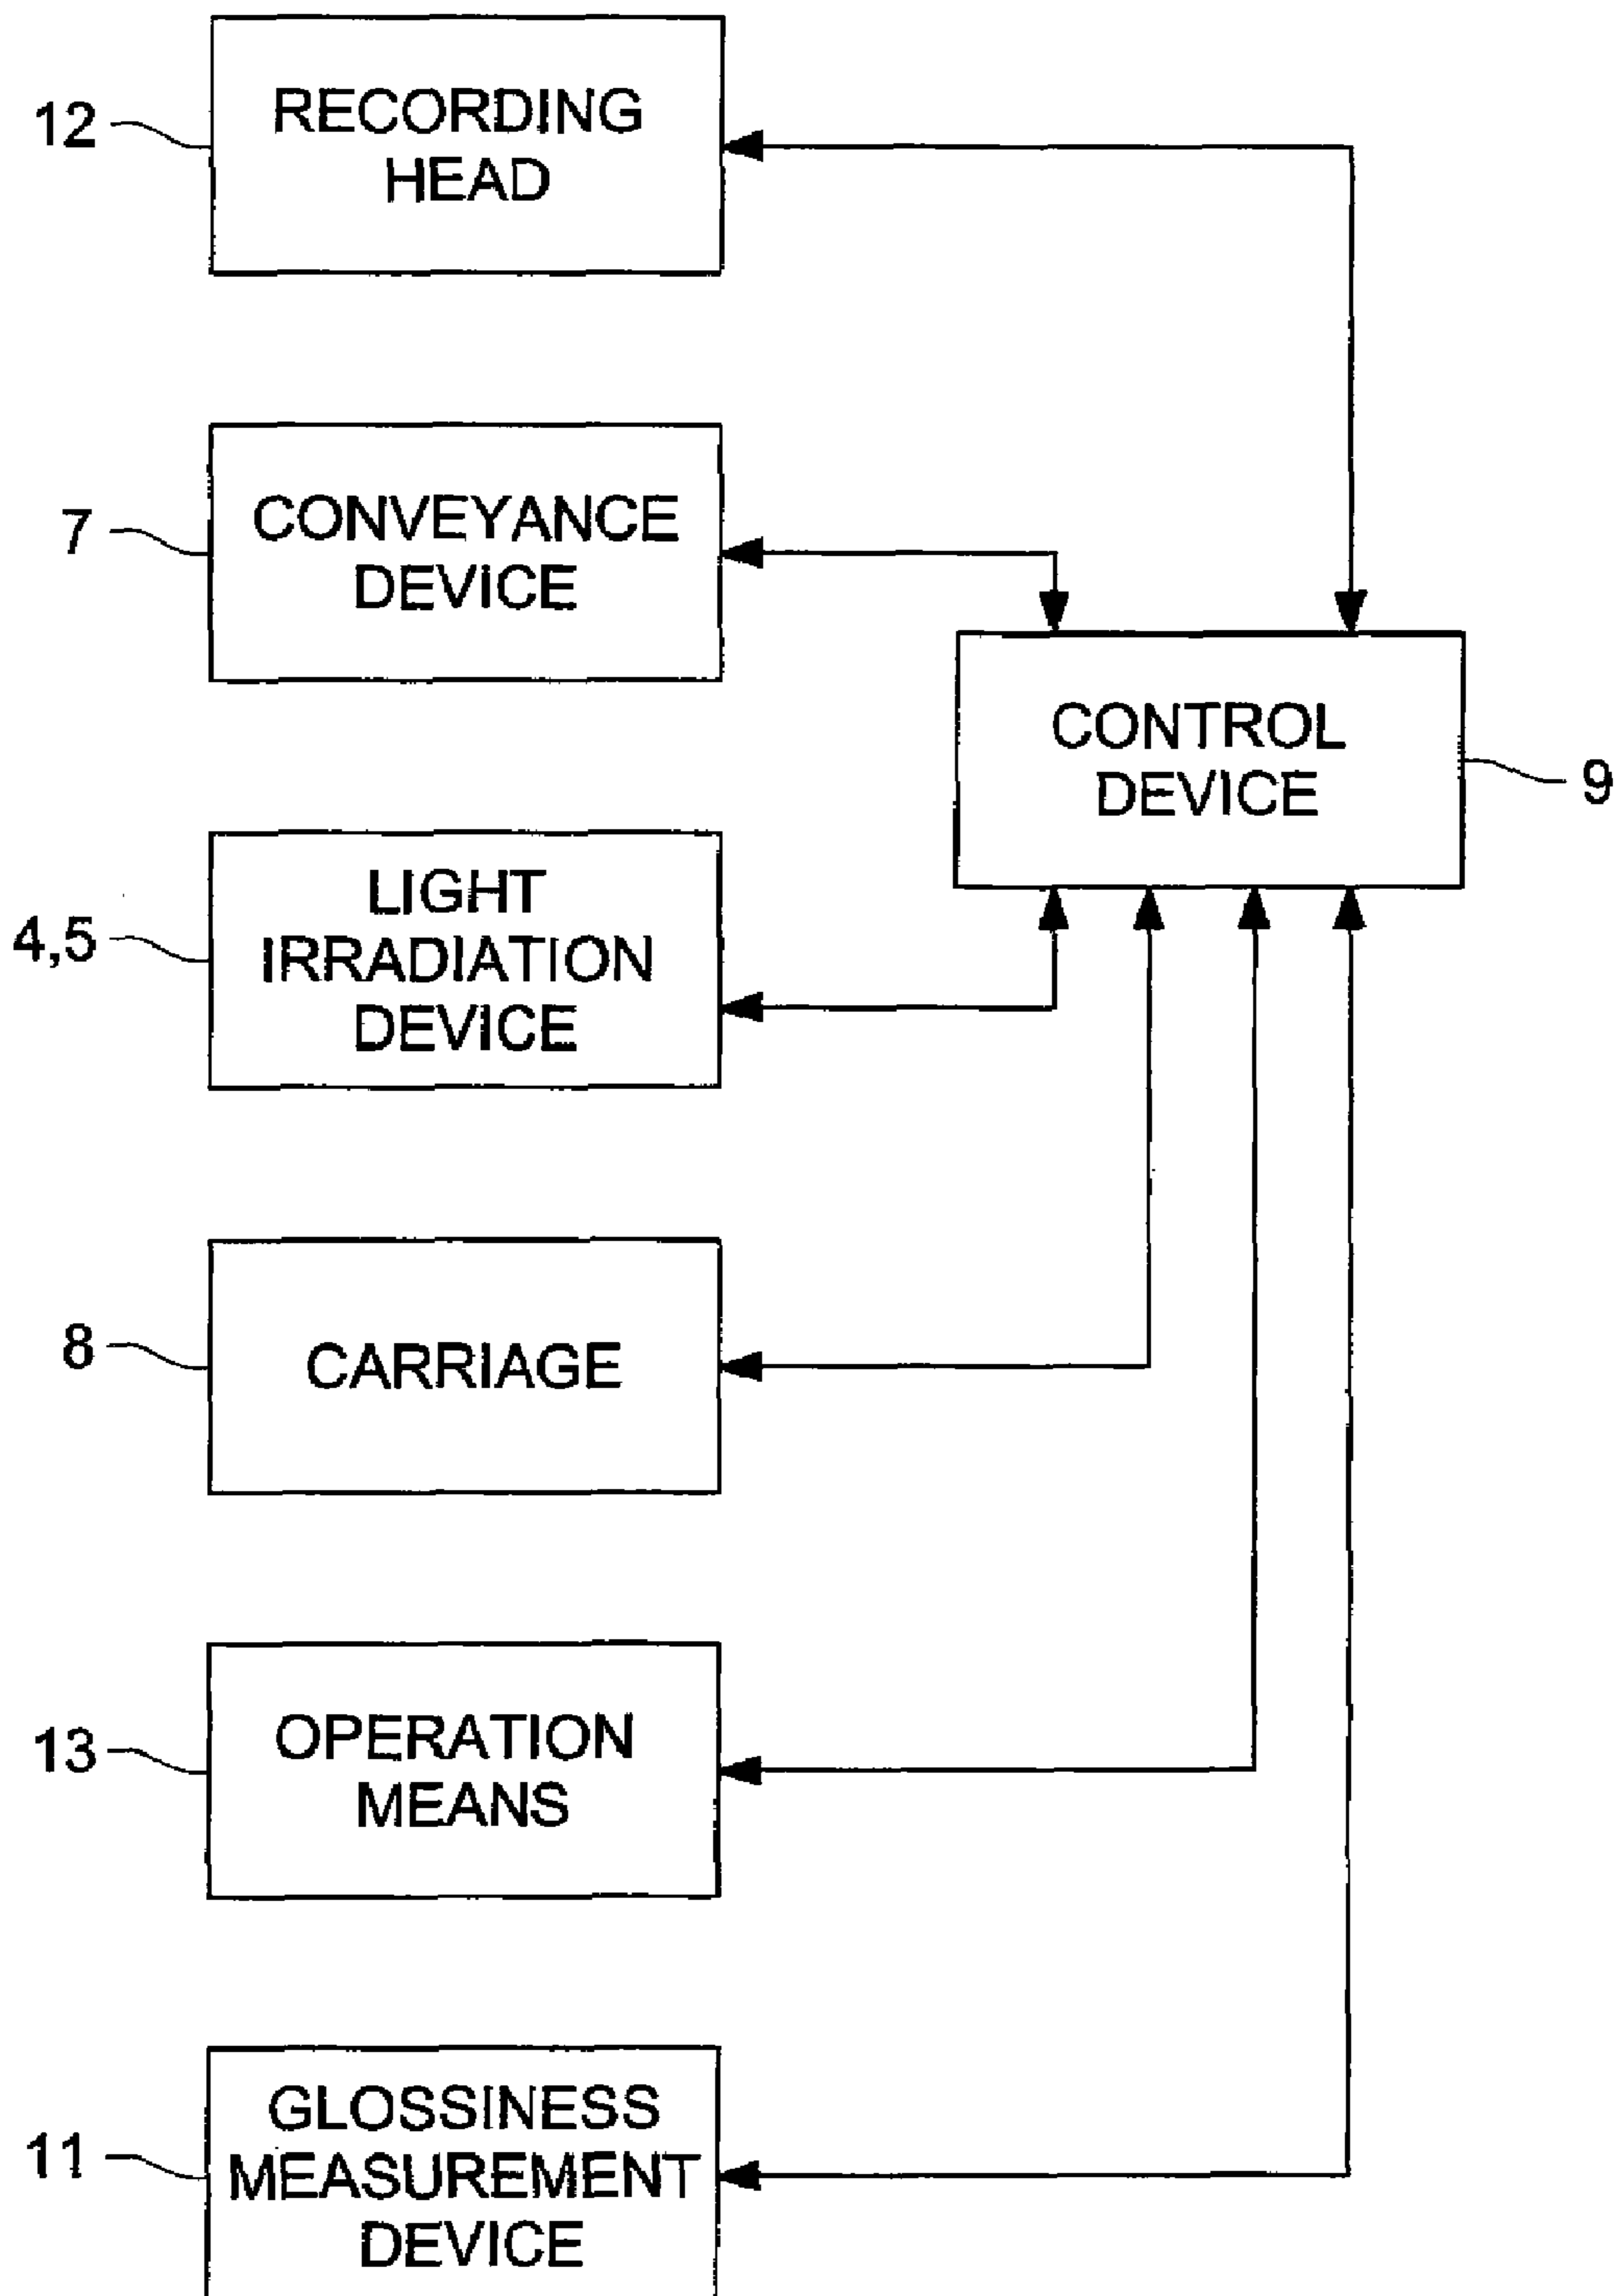 12
RECORDING
HEAD
7
CONVEYANCE
DEVICE
CONTROL
DEVICE
9
4,5
LIGHT
IRRADIATION
DEVICE
8
CARRIAGE
13
OPERATION
MEANS
11
GLOSSINESS
MEASUREMENT
DEVICE